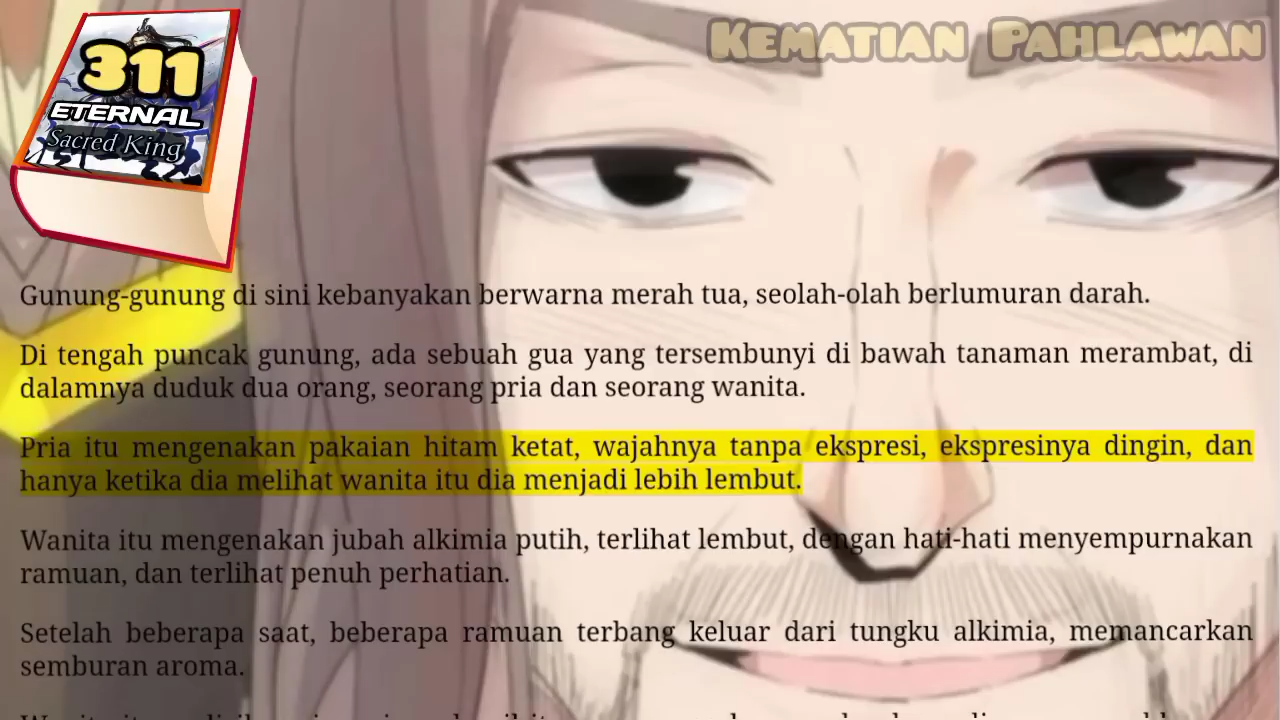 KEMATIAN PAHLAWAN
311
ETERNAL
Sacred King
Gunung-gunung di sini kebanyakan berwarna merah tua, seolah-olah berlumuran darah.
Di tengah puncak gunung, ada sebuah gua yang tersembunyi di bawah tanaman merambat, di
dalamnya duduk dua orang, seorang pria dan seorang wanita.
Pria itu mengenakan pakaian hitam ketat, wajahnya tanpa ekspresi, ekspresinya dingin, dan
hanya ketika dia melihat wanita itu dia menjadi lebih lembut.
Wanita itu mengenakan jubah alkimia putih, terlihat lembut, dengan hati-hati menyempurnakan
ramuan, dan terlihat penuh perhatian.
Setelah beberapa saat, beberapa ramuan terbang keluar dari tungku alkimia, memancarkan
semburan aroma.